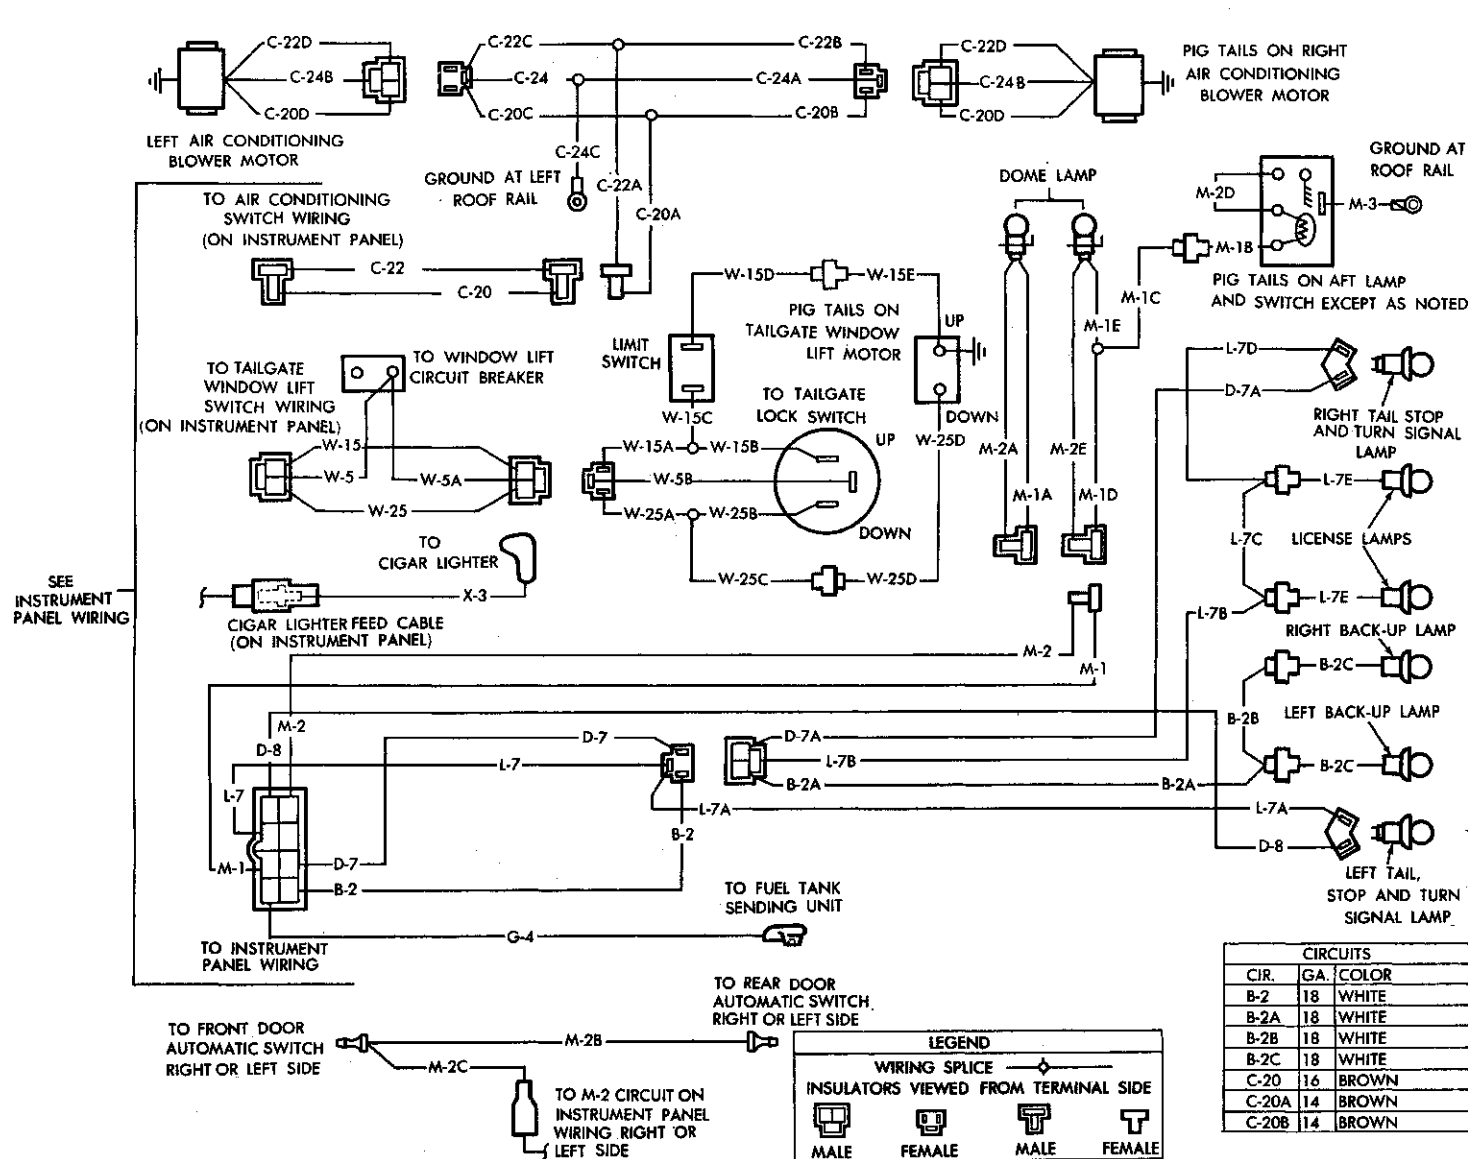 C-22D
C-24B
C-20D
LEFT AIR CONDITIONING
BLOWER MOTOR
C-22C
C-22B
C-24
C-24A
C-20C
C-20B
C-22D
C-24B
C-20D
PIG TAILS ON RIGHT
AIR CONDITIONING
BLOWER MOTOR
C-24C
C-22A
C-20A
GROUND AT LEFT
ROOF RAIL
TO AIR CONDITIONING
SWITCH WIRING
(ON INSTRUMENT PANEL)
C-22
C-20
DOME LAMP
GROUND AT
ROOF RAIL
M-2D
M-3
M-1B
PIG TAILS ON AFT LAMP
AND SWITCH EXCEPT AS NOTED
M-1C
M-1E
W-15D
W-15E
PIG TAILS ON
TAILGATE WINDOW
LIFT MOTOR
UP
DOWN
LIMIT
SWITCH
TO TAILGATE
WINDOW LIFT
SWITCH WIRING
(ON INSTRUMENT PANEL)
TO WINDOW LIFT
CIRCUIT BREAKER
W-15
W-5
W-5A
W-25
TO TAILGATE
LOCK SWITCH
W-15C
W-15A
W-15B
UP
W-5B
W-25A
W-25B
DOWN
W-25D
W-25C
W-25D
M-2A
M-2E
M-1A
M-1D
L-7D
D-7A
RIGHT TAIL STOP
AND TURN SIGNAL
LAMP
L-7E
L-7C
LICENSE LAMPS
L-7E
L-7B
RIGHT BACK-UP LAMP
B-2C
B-2B
LEFT BACK-UP LAMP
B-2C
SEE
INSTRUMENT
PANEL WIRING
TO
CIGAR LIGHTER
X-3
CIGAR LIGHTER FEED CABLE
(ON INSTRUMENT PANEL)
M-2
M-1
M-2
D-8
D-7
L-7
L-7
D-7A
L-7B
B-2A
B-2A
L-7A
L-7A
B-2
M-1
D-7
B-2
D-8
LEFT TAIL,
STOP AND TURN
SIGNAL LAMP
TO FUEL TANK
SENDING UNIT
G-4
TO INSTRUMENT
PANEL WIRING
TO FRONT DOOR
AUTOMATIC SWITCH
RIGHT OR LEFT SIDE
M-2B
M-2C
TO REAR DOOR
AUTOMATIC SWITCH
RIGHT OR LEFT SIDE
TO M-2 CIRCUIT ON
INSTRUMENT PANEL
WIRING RIGHT OR
LEFT SIDE
LEGEND
WIRING SPLICE
INSULATORS VIEWED FROM TERMINAL SIDE
MALE FEMALE MALE FEMALE
CIRCUITS
CIR. GA. COLOR
B-2 18 WHITE
B-2A 18 WHITE
B-2B 18 WHITE
B-2C 18 WHITE
C-20 16 BROWN
C-20A 14 BROWN
C-20B 14 BROWN